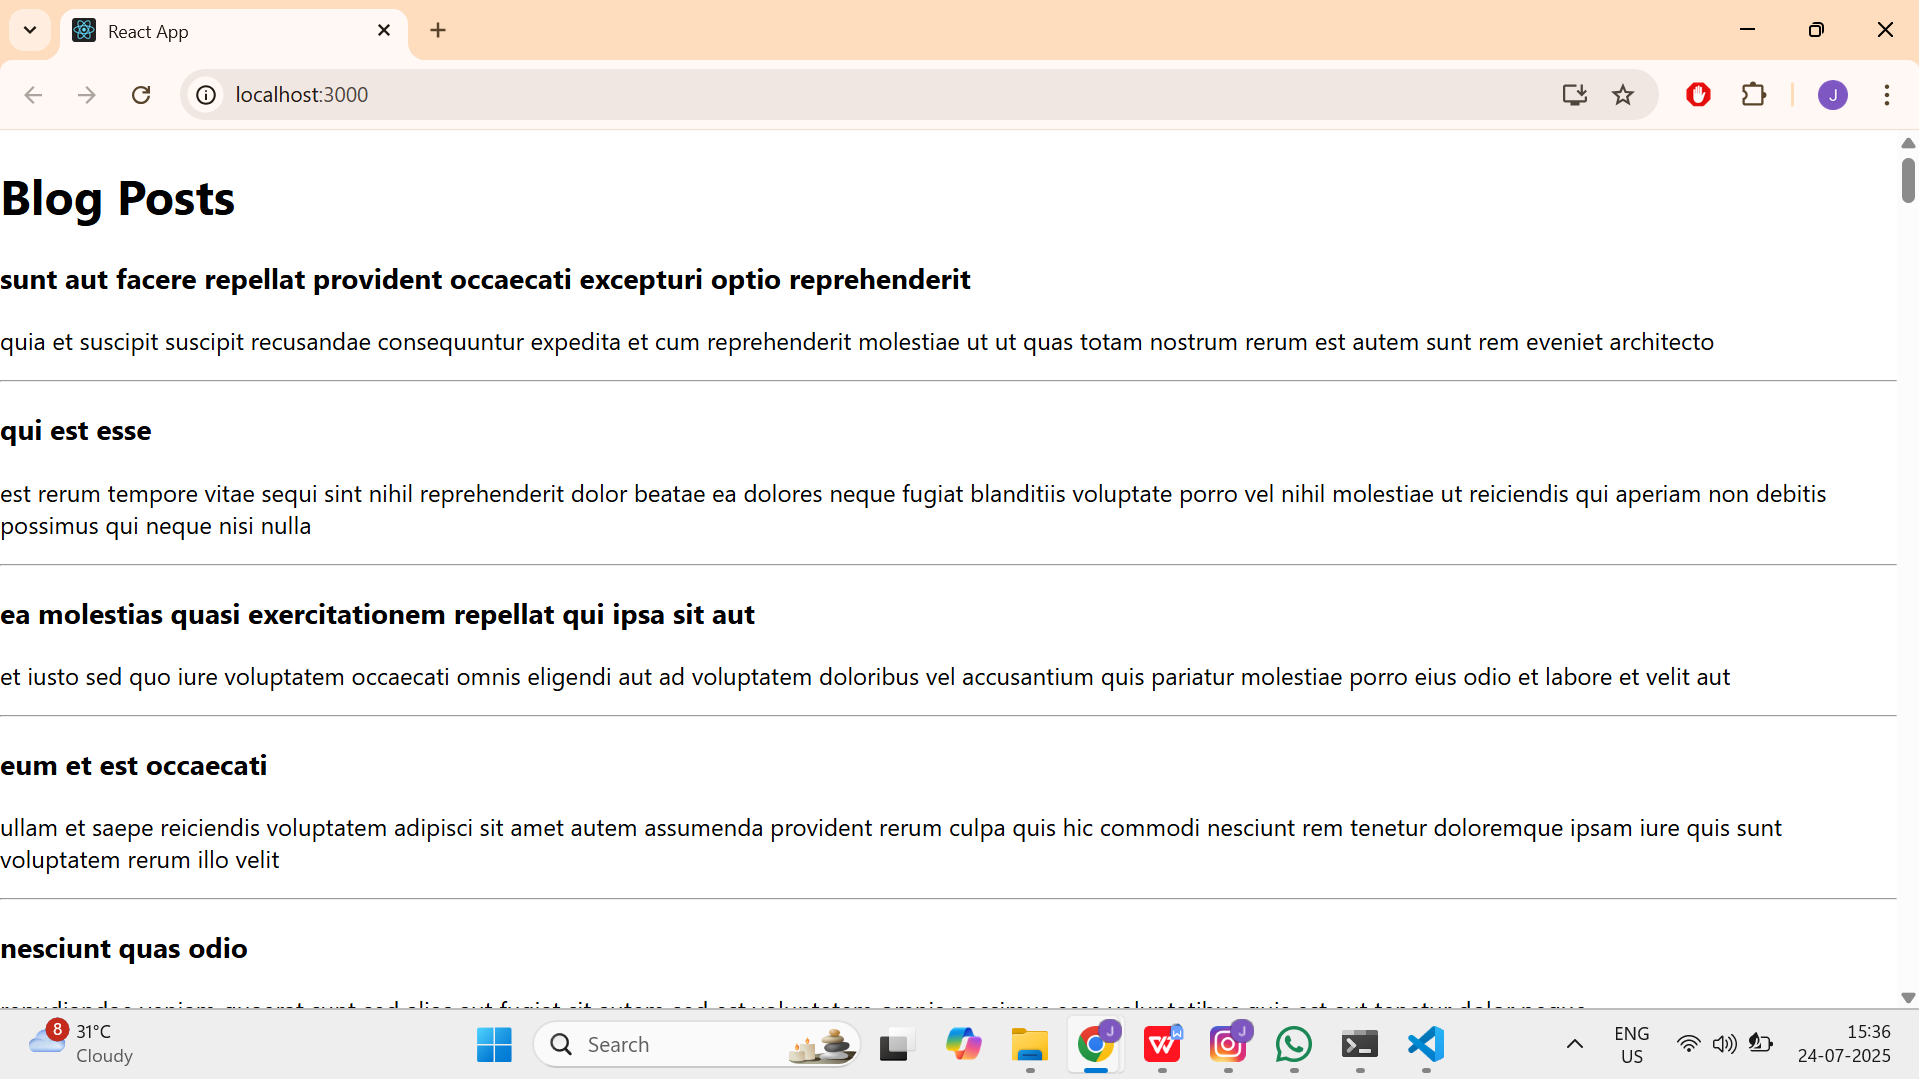 React App
localhost:3000
J
Blog Posts
sunt aut facere repellat provident occaecati excepturi optio reprehenderit
quia et suscipit suscipit recusandae consequuntur expedita et cum reprehenderit molestiae ut ut quas totam nostrum rerum est autem sunt rem eveniet architecto
qui est esse
est rerum tempore vitae sequi sint nihil reprehenderit dolor beatae ea dolores neque fugiat blanditiis voluptate porro vel nihil molestiae ut reiciendis qui aperiam non debitis
possimus qui neque nisi nulla
ea molestias quasi exercitationem repellat qui ipsa sit aut
et iusto sed quo iure voluptatem occaecati omnis eligendi aut ad voluptatem doloribus vel accusantium quis pariatur molestiae porro eius odio et labore et velit aut
eum et est occaecati
ullam et saepe reiciendis voluptatem adipisci sit amet autem assumenda provident rerum culpa quis hic commodi nesciunt rem tenetur doloremque ipsam iure quis sunt
voluptatem rerum illo velit
nesciunt quas odio
8
31°C
Cloudy
Search
J
W
J
ENG
US
15:36
24-07-2025